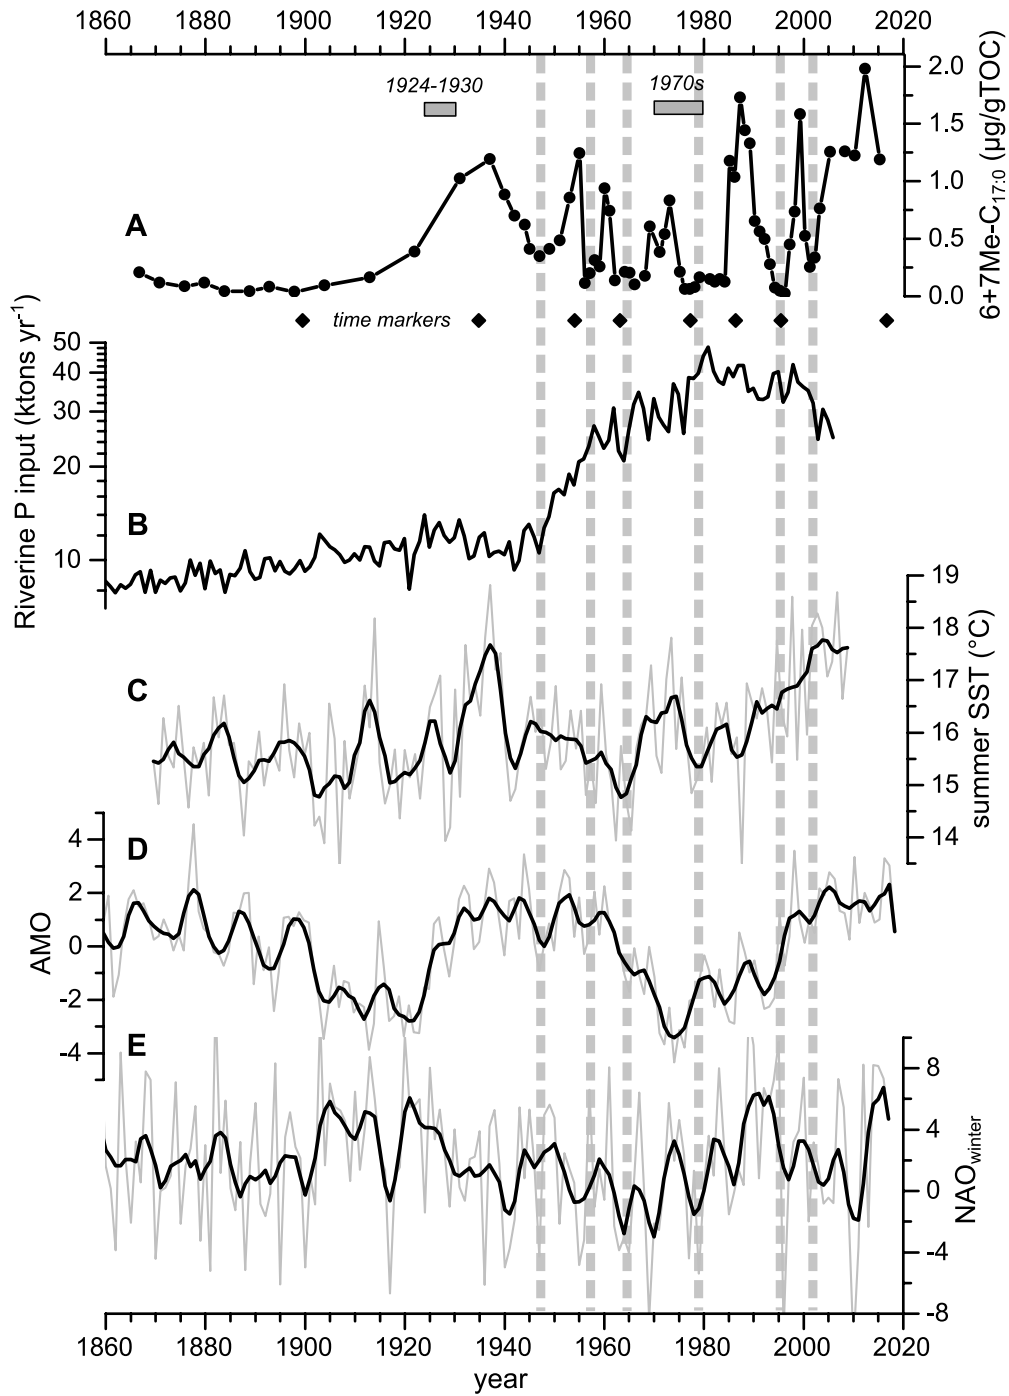 1860 1880 1900 1920 1940 1960 1980 2000 2020
1924-1930
1970s
A
2.0
1.5
1.0
0.5
0.0
6+7Me-C17:0 (µg/gTOC)
time markers
50
40
30
20
10
Riverine P input (ktons yr-1)
B
19
18
17
16
15
14
summer SST (°C)
C
4
2
0
-2
-4
AMO
D
E
8
4
0
-4
-8
NAOwinter
1860 1880 1900 1920 1940 1960 1980 2000 2020
year